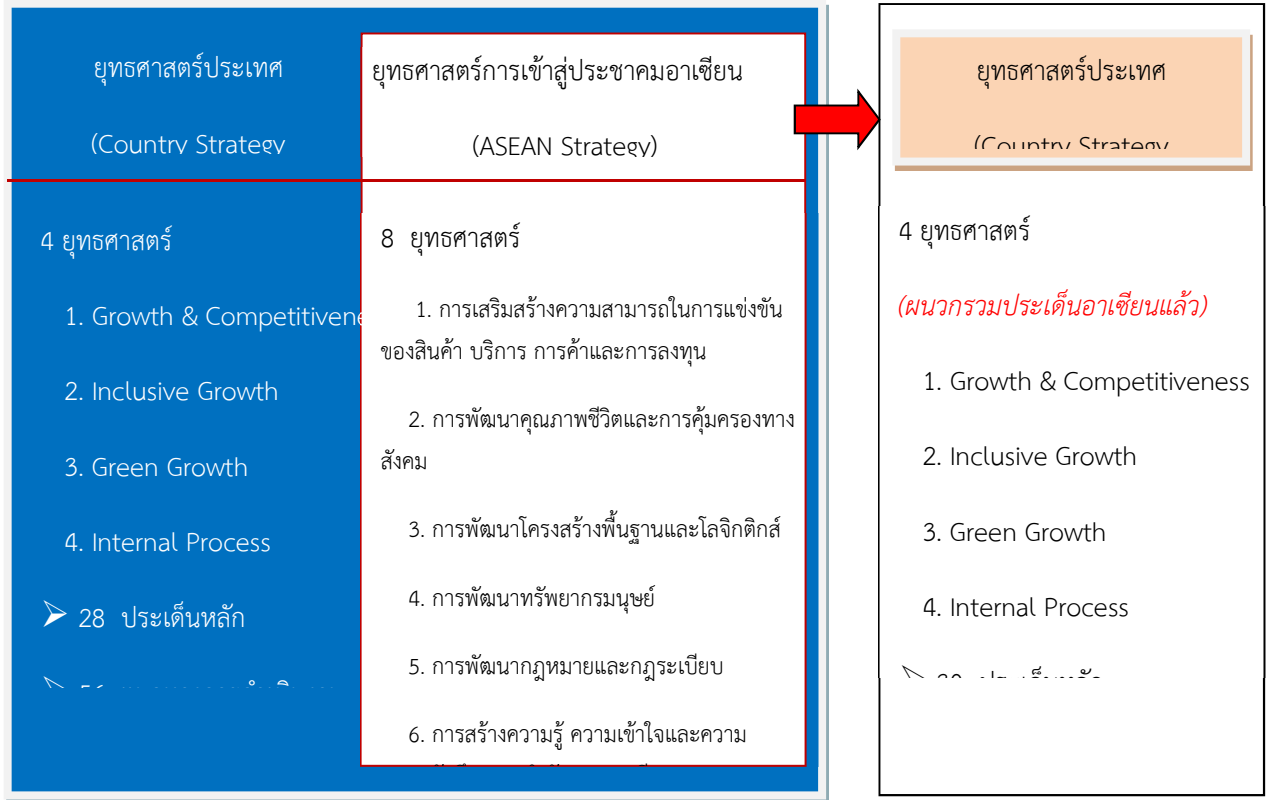 ยุทธศาสตร์ประเทศ
(Country Strategy
4 ยุทธศาสตร์
1. Growth & Competitivene
2. Inclusive Growth
3. Green Growth
4. Internal Process
➢ 28 ประเด็นหลัก
ยุทธศาสตร์การเข้าสู่ประชาคมอาเซียน
(ASEAN Strategy)
8 ยุทธศาสตร์
1. การเสริมสร้างความสามารถในการแข่งขัน
ของสินค้า บริการ การค้าและการลงทุน
2. การพัฒนาคุณภาพชีวิตและการคุ้มครองทาง
สังคม
3. การพัฒนาโครงสร้างพื้นฐานและโลจิกติกส์
4. การพัฒนาทรัพยากรมนุษย์
5. การพัฒนากฎหมายและกฎระเบียบ
6. การสร้างความรู้ ความเข้าใจและความ
ยุทธศาสตร์ประเทศ
(Country Strategy
4 ยุทธศาสตร์
(ผนวกรวมประเด็นอาเซียนแล้ว)
1. Growth & Competitiveness
2. Inclusive Growth
3. Green Growth
4. Internal Process